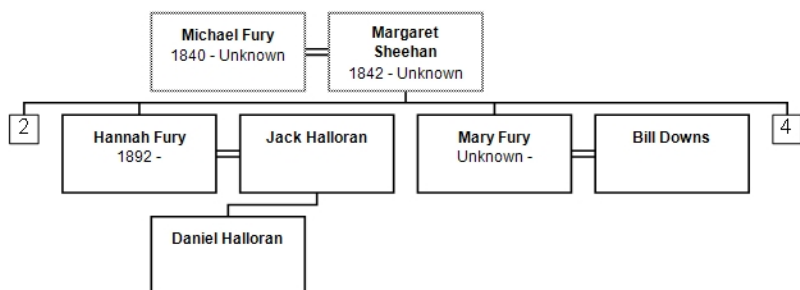 Michael Fury
1840 - Unknown
Margaret
Sheehan
1842 - Unknown
2
Hannah Fury
1892 -
Jack Halloran
Mary Fury
Unknown -
Bill Downs
4
Daniel Halloran